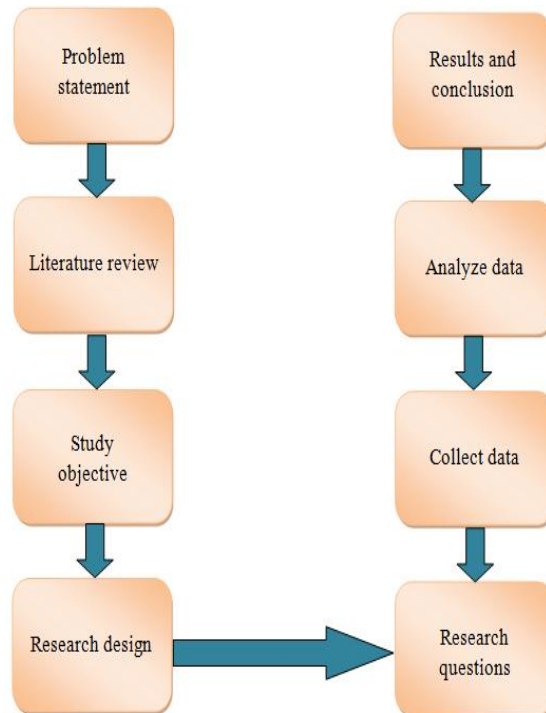 Problem
statement
Literature review
Study
objective
Research design
Results and
conclusion
Analyze data
Collect data
Research
questions